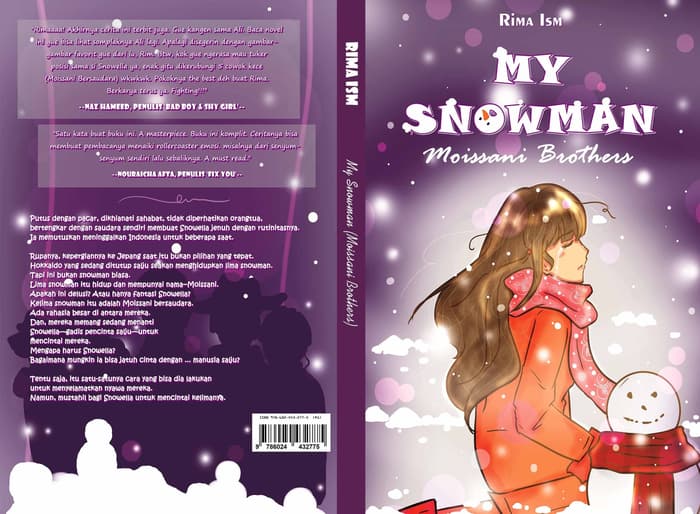 "Rimaaaa! Akhirnya cerita ini terbit juga. Gue kangen sama Ali. Baca novel
ini gue bisa lihat somplaknya Ali lagi. Apalagi disegerin dengan gambar-
gambar favorit gue dari lu. Rim. Btw, kok gue ngerasa mau tuker
posisi sama si Snowella ya. enak gitu dikerubungi 5 cowok kece
(Moissani Bersaudara) wkwkwk. Pokoknya the best deh buat Rima.
Berkarya terus ya. Fighting!!!"
--Naz Hameed, penulis 'Bad Boy & Shy Girl'--
"Satu kata buat buku ini. A masterpiece. Buku ini komplit. Ceritanya bisa
membuat pembacanya menaiki rollercoaster emosi. misalnya dari senyum-
senyum sendiri lalu sebaliknya. A must read."
--Nouraicha Afta, penulis 'Fix You'--
Putus dengan pacar, dikhianati sahabat, tidak diperhatikan orangtua,
bertengkar dengan saudara sendiri membuat Snowella jenuh dengan rutinitasnya.
Ia memutuskan meninggalkan Indonesia untuk beberapa saat.
Rupanya, kepergiannya ke Jepang saat itu bukan pilihan yang tepat.
Hokkaido yang sedang ditutup salju seakan menghidupkan lima snowman.
Tapi ini bukan snowman biasa.
Lima snowman itu hidup dan mempunyai nama—Moissani.
Apakah ini delusi? Atau hanya fantasi Snowella?
Kelima snowman itu adalah Moissani bersaudara.
Ada rahasia besar di antara mereka.
Dan, mereka memang sedang menanti
Snowella—gadis pencinta salju—untuk
mencintai mereka.
Mengapa harus Snowella?
Bagaimana mungkin ia bisa jatuh cinta dengan ... manusia salju?
Tentu saja, itu satu-satunya cara yang bisa dia lakukan
untuk menyelamatkan nyawa mereka.
Namun, mustahil bagi Snowella untuk mencintai kelimanya.
9 786024 432775
Rima Ism
My Snowman (Moissani Brothers)
Rima Ism
MY
SNOWMAN
Moissani Brothers